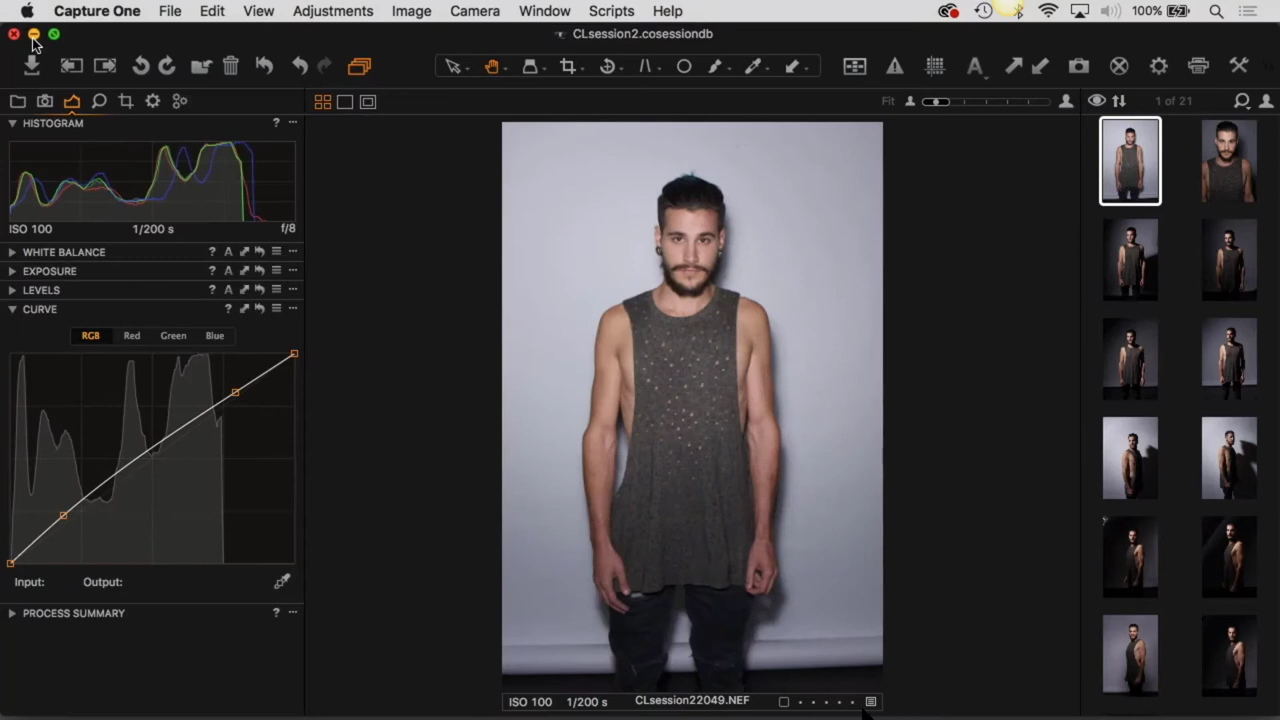 Capture One File Edit View Adjustments Image Camera Window Scripts Help 100%
CLsession2.cosessiondb
Fit 1 of 21
HISTOGRAM ?
ISO 100 1/200 s f/8
WHITE BALANCE ? A
EXPOSURE ? A
LEVELS ? A
CURVE ?
RGB Red Green Blue
Input: Output:
PROCESS SUMMARY ?
ISO 100 1/200 s CLsession22049.NEF